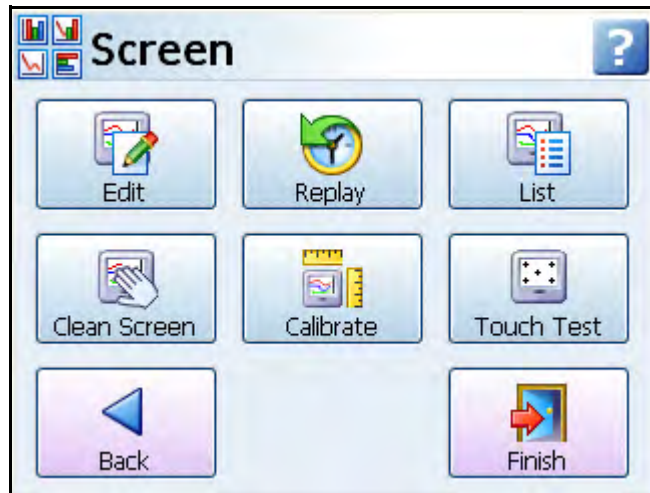 Screen ?
Edit Replay List
Clean Screen Calibrate Touch Test
Back Finish